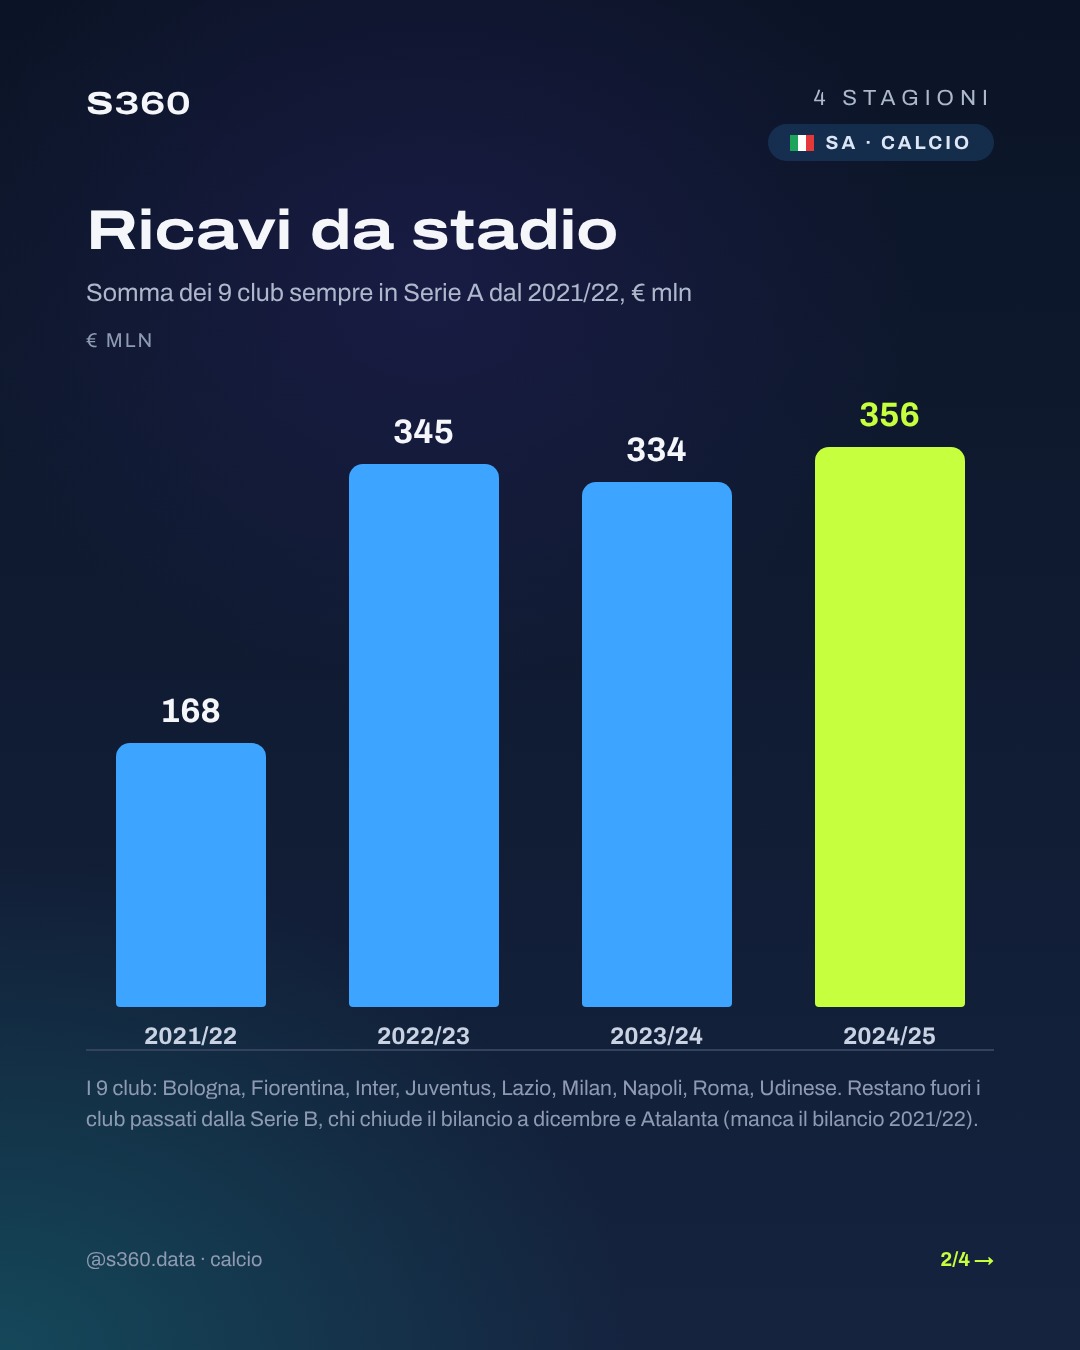 S360
4 STAGIONI
SA · CALCIO
Ricavi da stadio
Somma dei 9 club sempre in Serie A dal 2021/22, € mln
€ MLN
168
345
334
356
2021/22
2022/23
2023/24
2024/25
I 9 club: Bologna, Fiorentina, Inter, Juventus, Lazio, Milan, Napoli, Roma, Udinese. Restano fuori i
club passati dalla Serie B, chi chiude il bilancio a dicembre e Atalanta (manca il bilancio 2021/22).
@s360.data · calcio
2/4 →